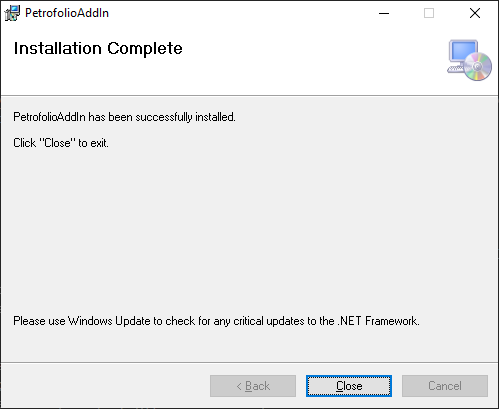 PetrofolioAddIn
Installation Complete
PetrofolioAddIn has been successfully installed.
Click "Close" to exit.
Please use Windows Update to check for any critical updates to the .NET Framework.
< Back
Close
Cancel